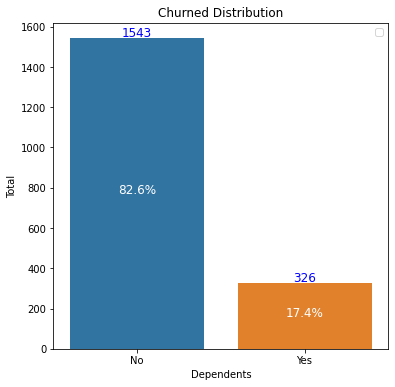 Churned Distribution
1600
1400
1200
1000
800
600
400
200
0
Total
1543
82.6%
326
17.4%
No
Yes
Dependents